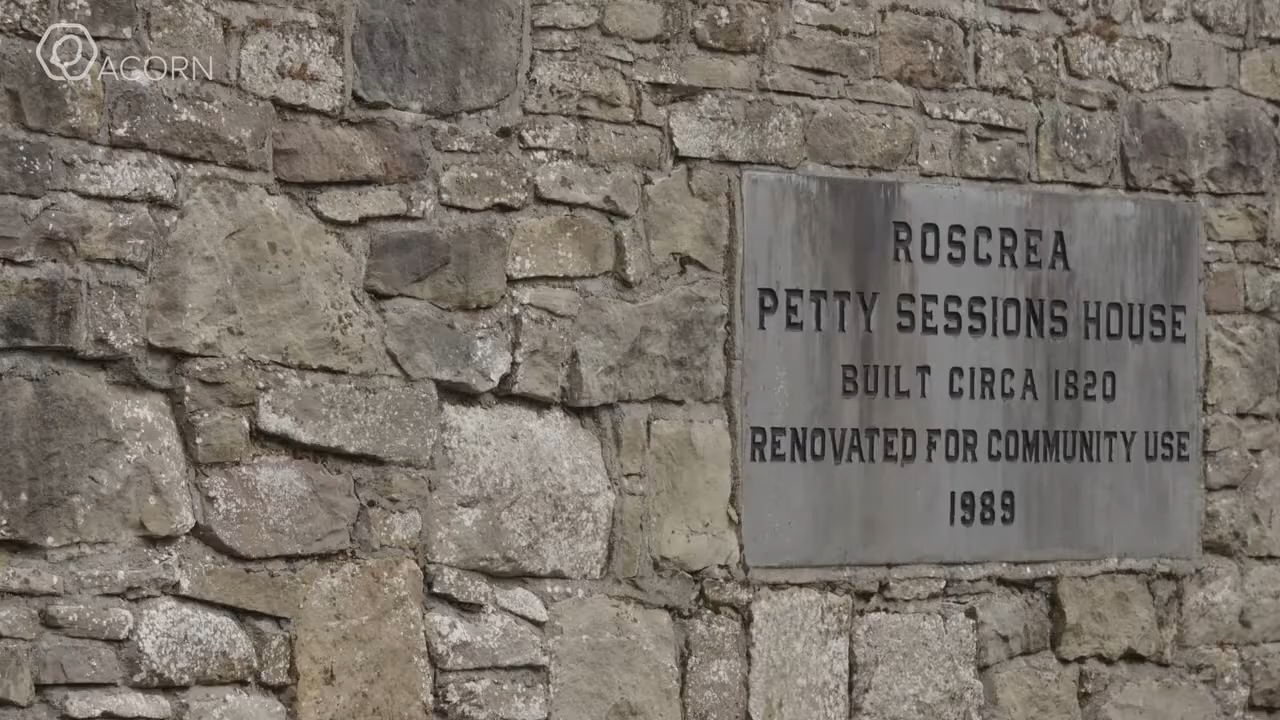 ACORN
ROSCREA
PETTY SESSIONS HOUSE
BUILT CIRCA 1820
RENOVATED FOR COMMUNITY USE
1989